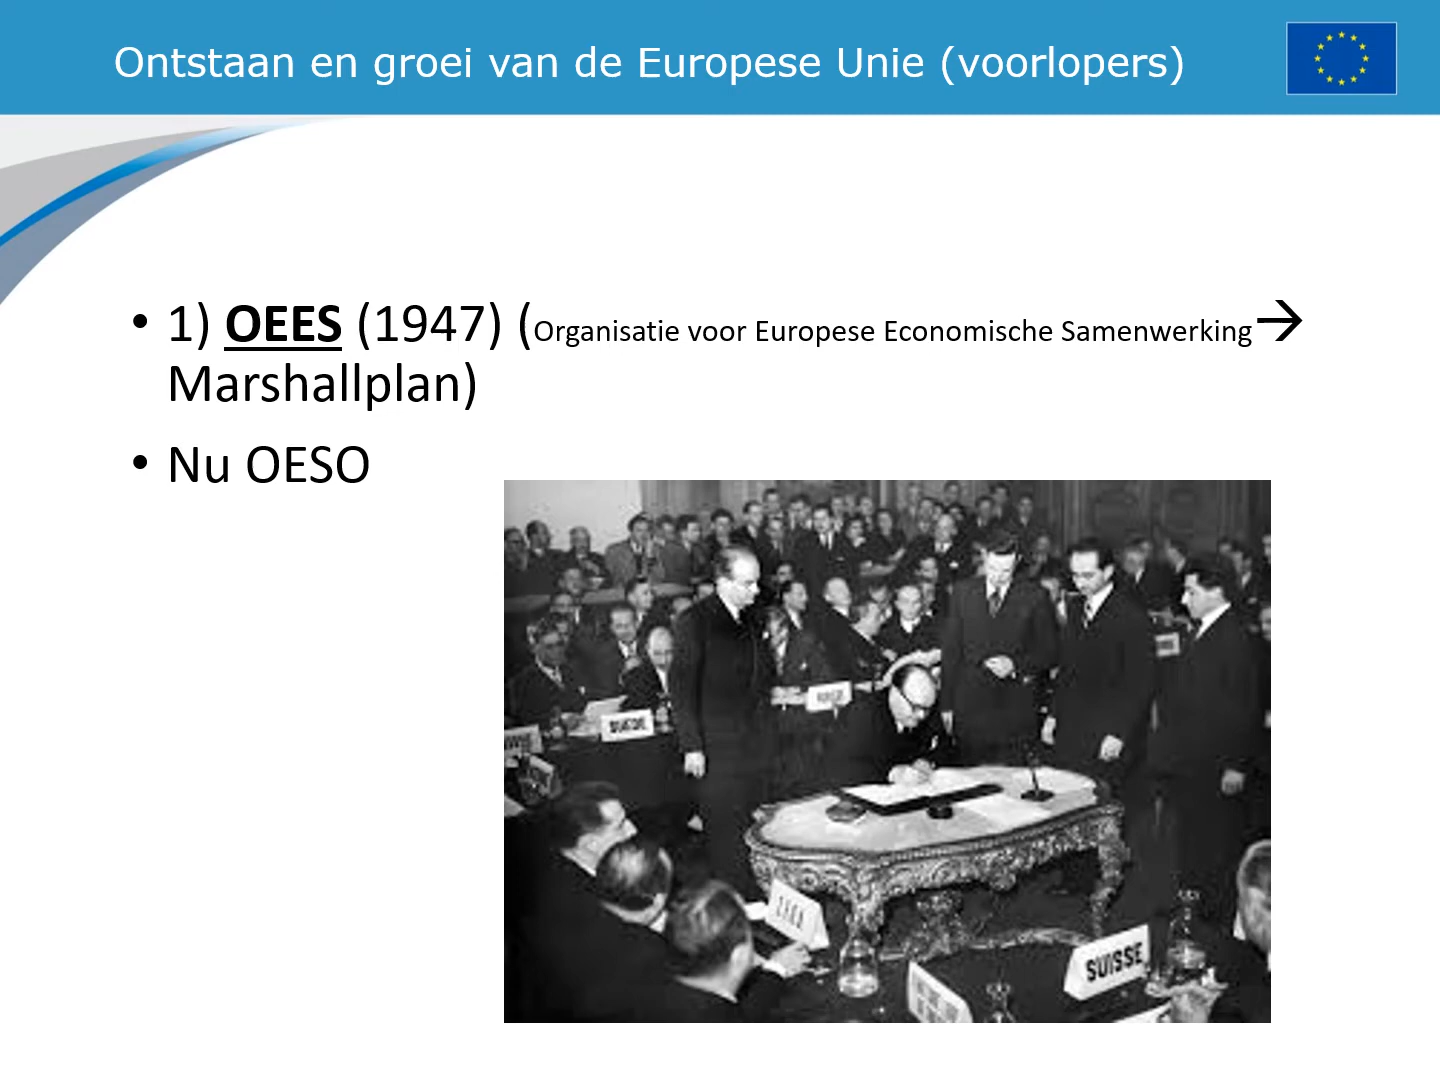 Ontstaan en groei van de Europese Unie (voorlopers)
• 1) OEES (1947) (Organisatie voor Europese Economische Samenwerking→
Marshallplan)
• Nu OESO
SUISSE